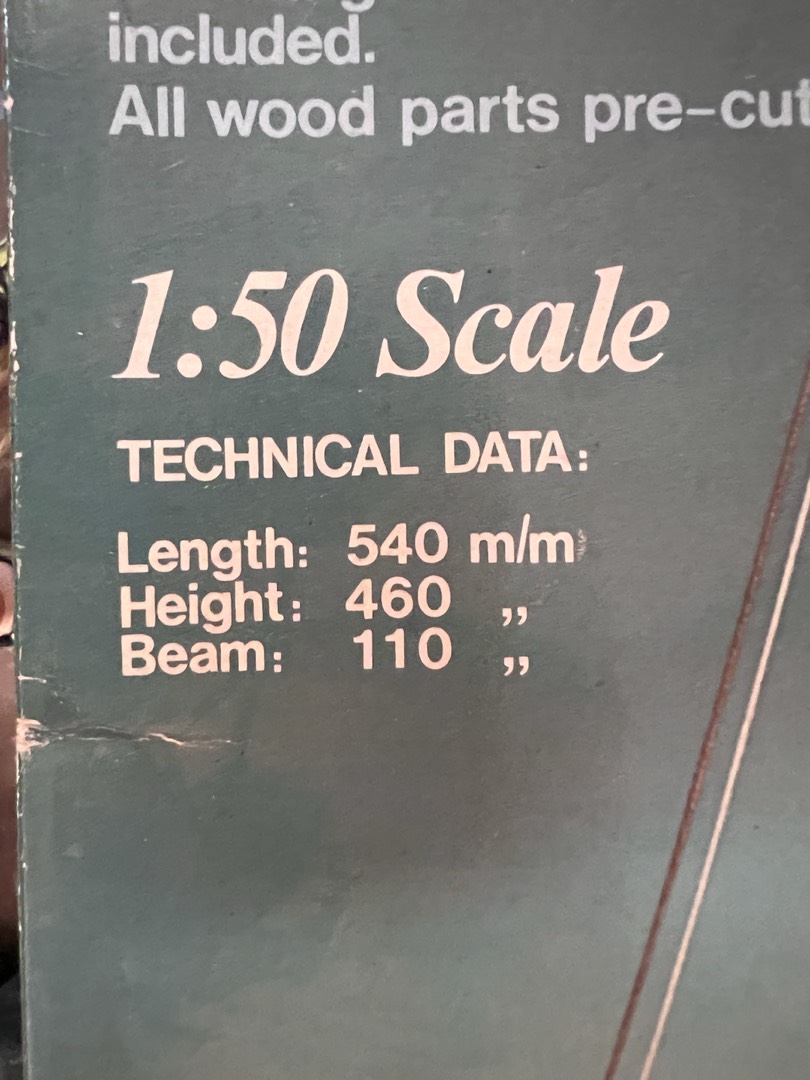 included.
All wood parts pre-cut
1:50 Scale
TECHNICAL DATA:
Length: 540 m/m
Height: 460 „
Beam: 110 „